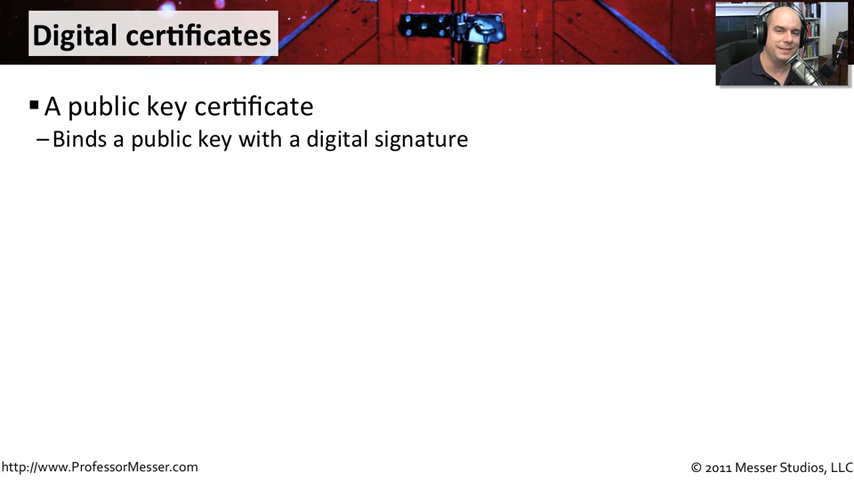 Digital certificates
▪ A public key certificate
– Binds a public key with a digital signature
http://www.ProfessorMesser.com
© 2011 Messer Studios, LLC